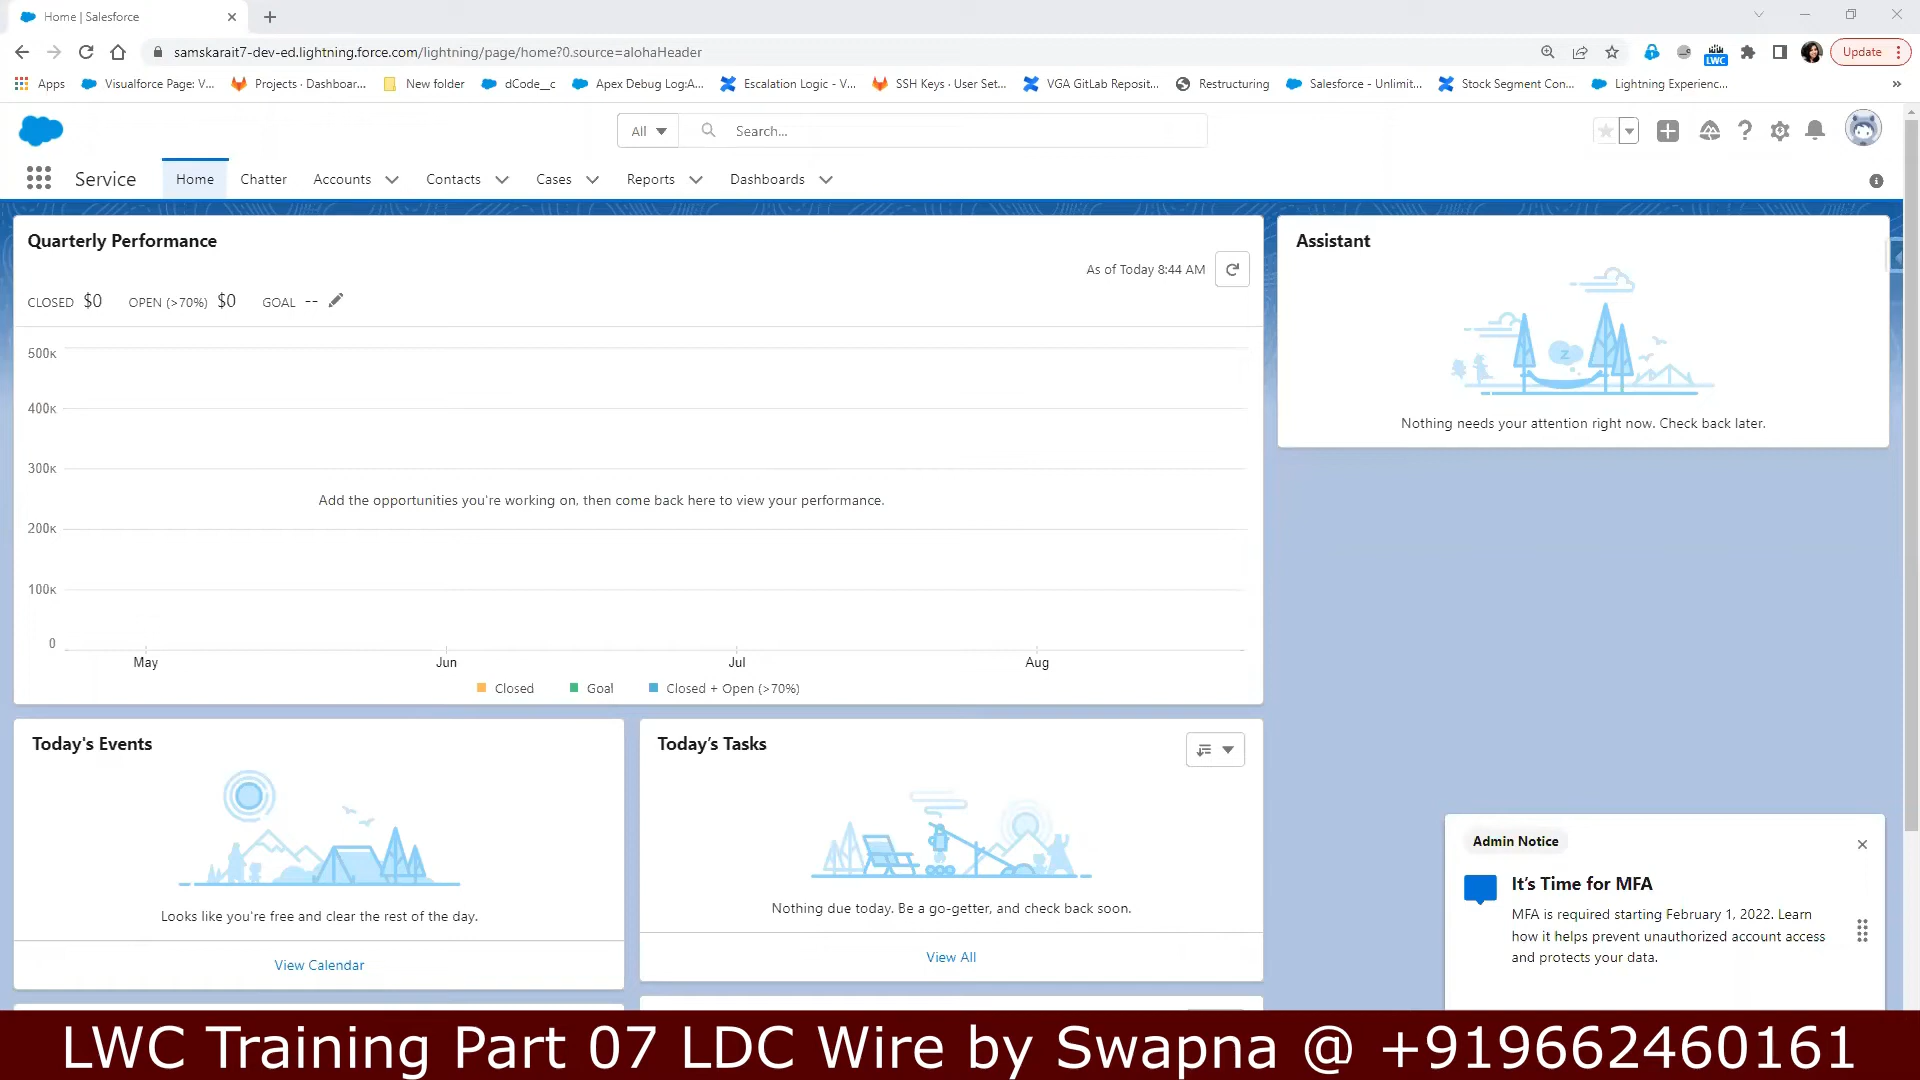 Home | Salesforce
samskarait7-dev-ed.lightning.force.com/lightning/page/home?0.source=alohaHeader
Update
Apps
Visualforce Page: V...
Projects · Dashboar...
New folder
dCode__c
Apex Debug Log:A...
Escalation Logic - V...
SSH Keys · User Set...
VGA GitLab Reposit...
Restructuring
Salesforce - Unlimit...
Stock Segment Con...
Lightning Experienc...
LWC
All
Search...
Service
Home
Chatter
Accounts
Contacts
Cases
Reports
Dashboards
Quarterly Performance
As of Today 8:44 AM
CLOSED $0 OPEN (>70%) $0 GOAL --
500K
400K
300K
200K
100K
0
Add the opportunities you're working on, then come back here to view your performance.
May
Jun
Jul
Aug
Closed
Goal
Closed + Open (>70%)
Assistant
Z
Nothing needs your attention right now. Check back later.
Today's Events
Looks like you're free and clear the rest of the day.
View Calendar
Today's Tasks
Nothing due today. Be a go-getter, and check back soon.
View All
Admin Notice
It's Time for MFA
MFA is required starting February 1, 2022. Learn
how it helps prevent unauthorized account access
and protects your data.
LWC Training Part 07 LDC Wire by Swapna @ +919662460161